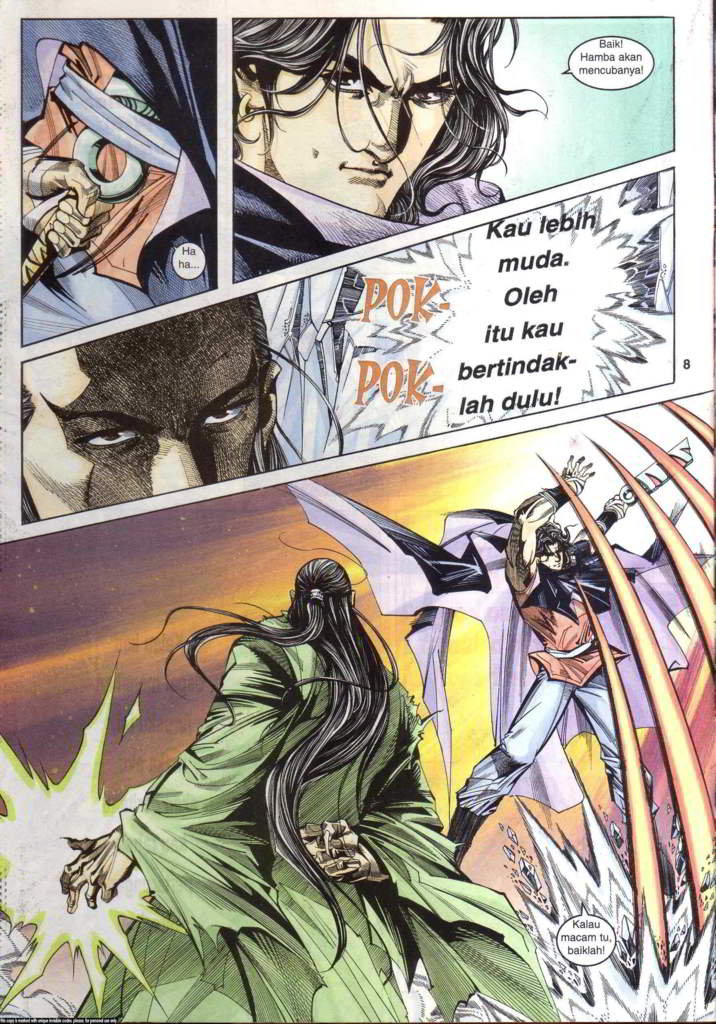 Ha
ha...
Baik!
Hamba akan
mencubanya!
POK-
POK-
Kau lebih
muda.
Oleh
itu kau
bertindak-
lah dulu!
8
Kalau
macam tu,
baiklah!